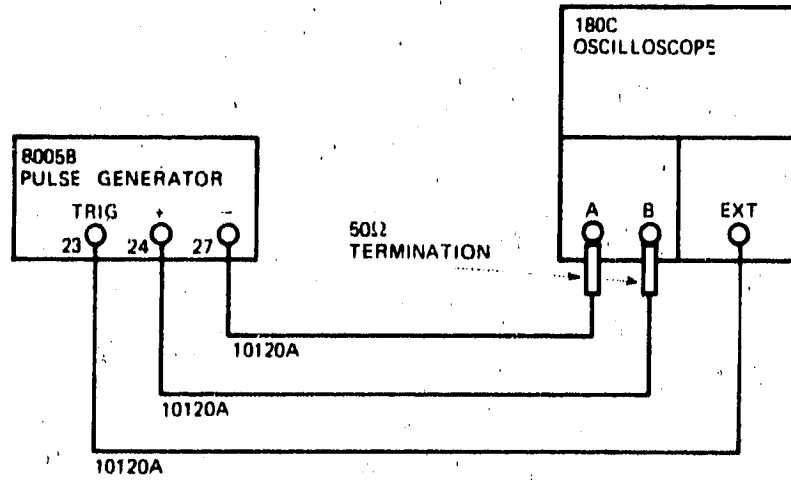 180C
OSCILLOSCOPE
8005B
PULSE GENERATOR
TRIG + -
23 24 27
A B EXT
50Ω
TERMINATION
10120A
10120A
10120A